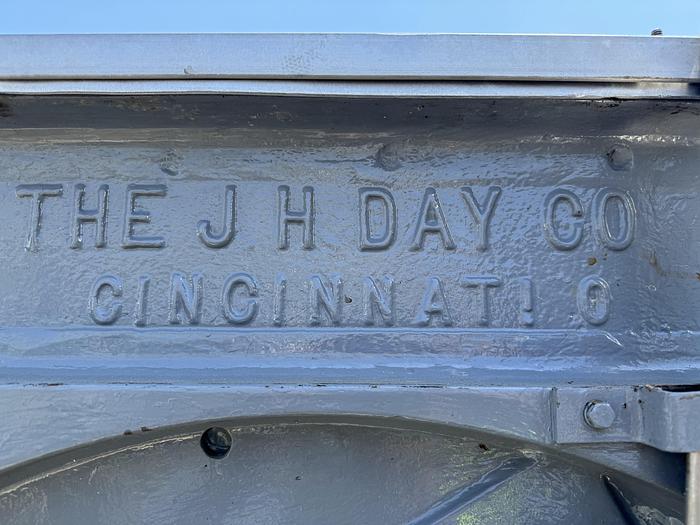 THE J H DAY CO
CINCINNATI O